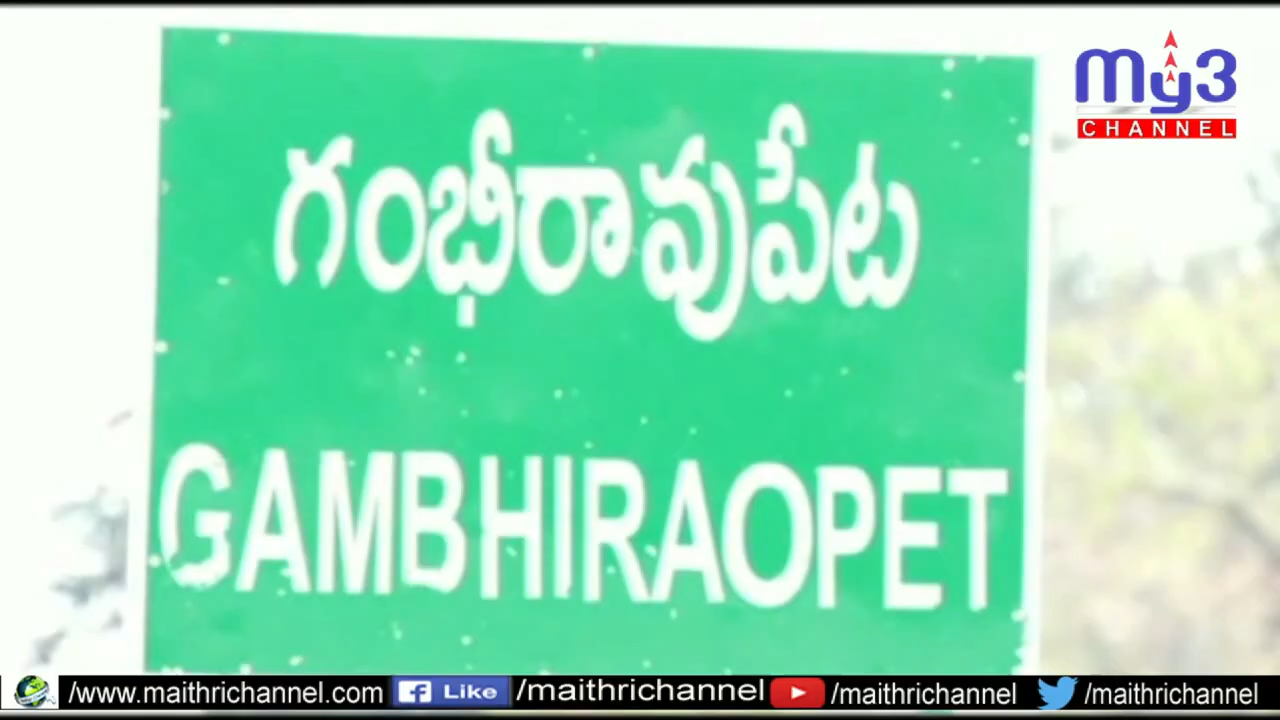 My3
CHANNEL
గంభీరావుపేట
GAMBHIRAOPET
/www.maithrichannel.com f Like /maithrichannel /maithrichannel /maithrichannel